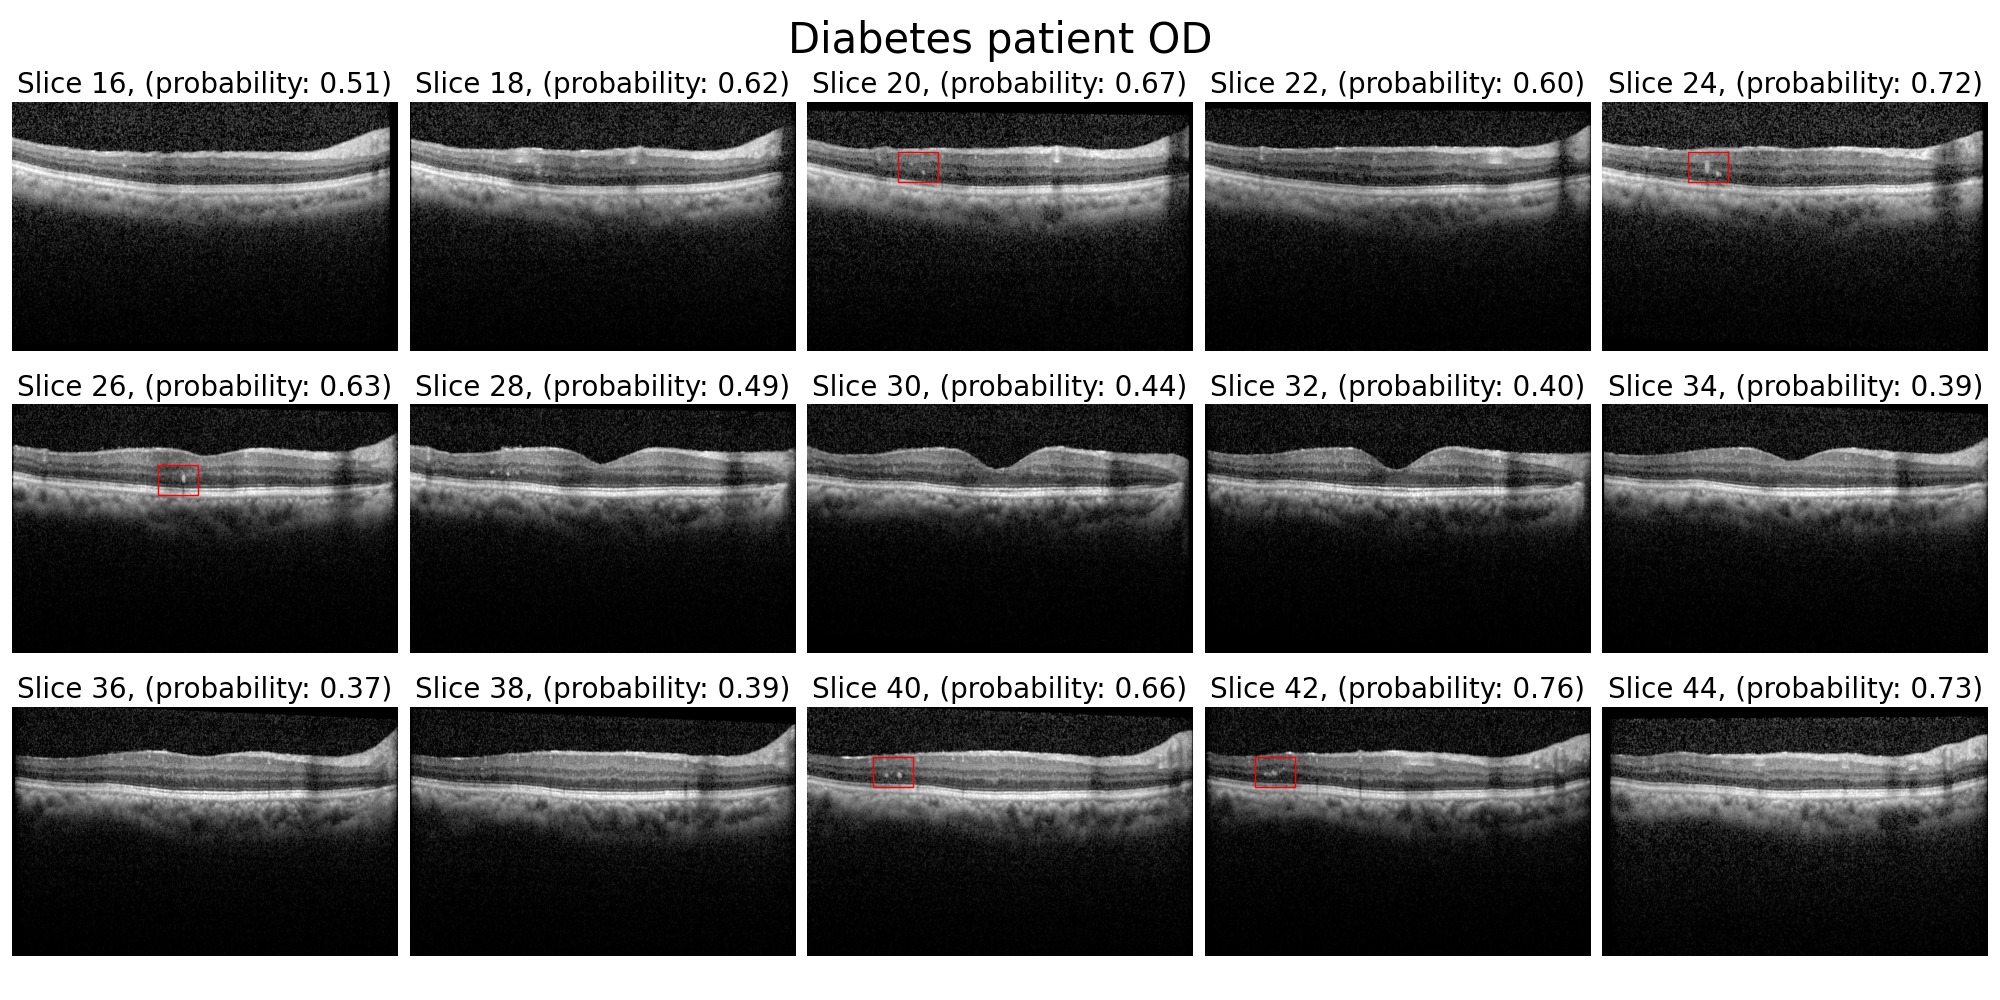 Diabetes patient OD
Slice 16, (probability: 0.51) Slice 18, (probability: 0.62) Slice 20, (probability: 0.67) Slice 22, (probability: 0.60) Slice 24, (probability: 0.72)
Slice 26, (probability: 0.63) Slice 28, (probability: 0.49) Slice 30, (probability: 0.44) Slice 32, (probability: 0.40) Slice 34, (probability: 0.39)
Slice 36, (probability: 0.37) Slice 38, (probability: 0.39) Slice 40, (probability: 0.66) Slice 42, (probability: 0.76) Slice 44, (probability: 0.73)